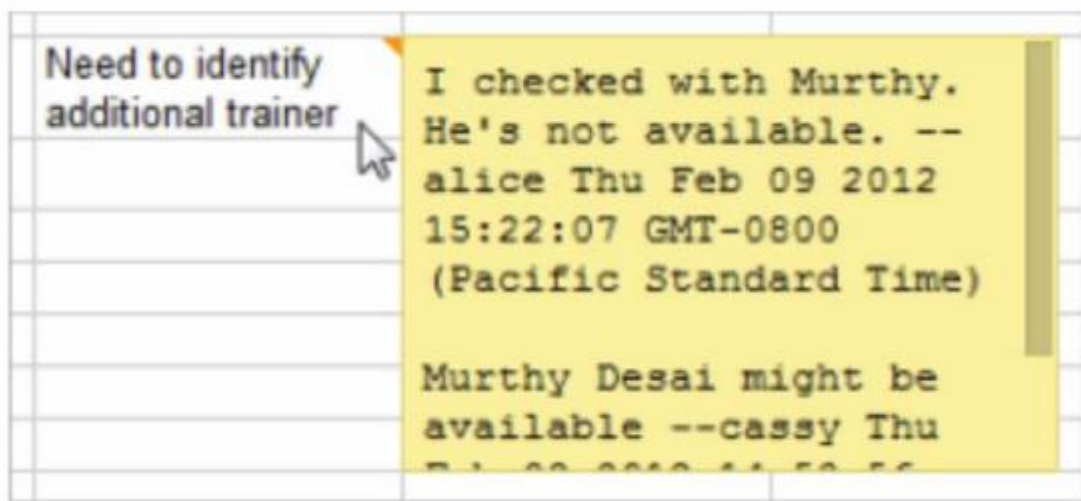 Need to identify
additional trainer
I checked with Murthy.
He's not available. --
alice Thu Feb 09 2012
15:22:07 GMT-0800
(Pacific Standard Time)
Murthy Desai might be
available --cassy Thu